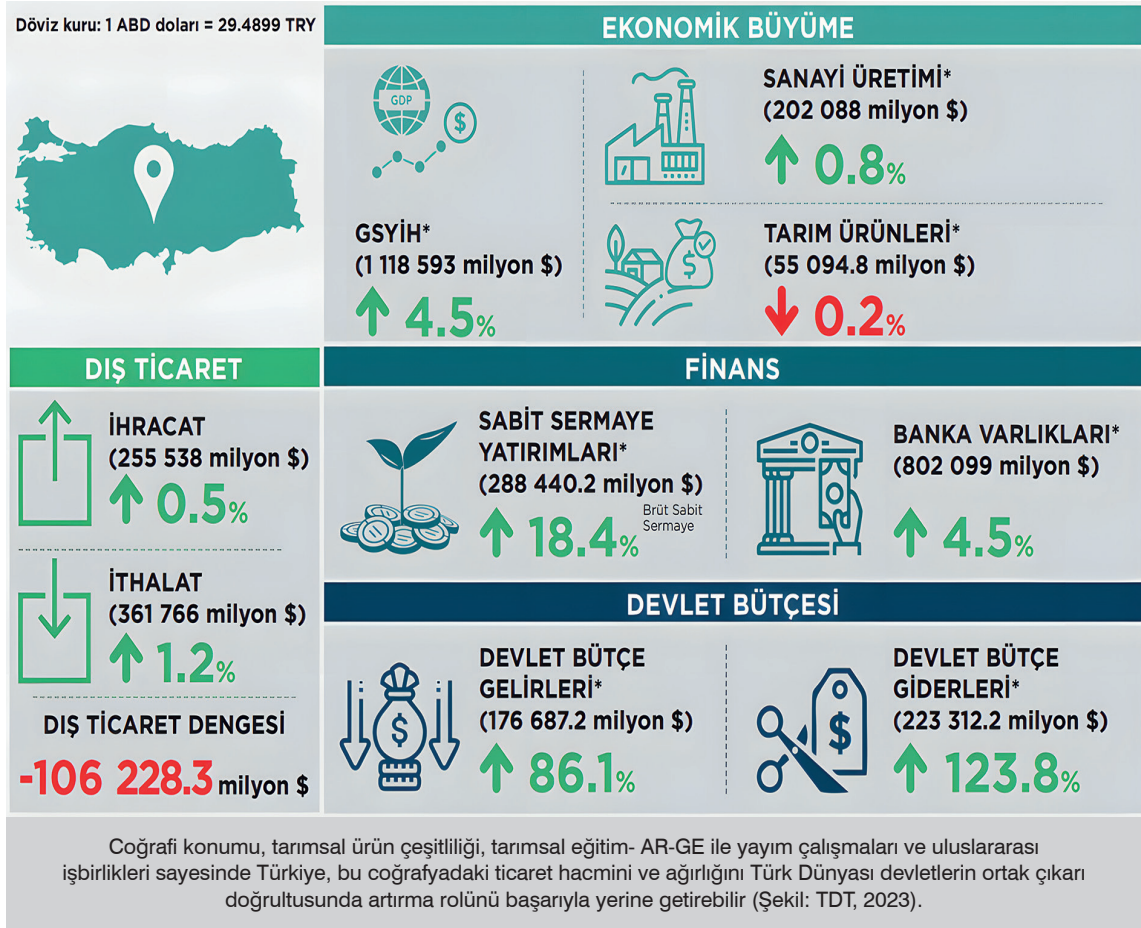 Döviz kuru: 1 ABD doları = 29.4899 TRY
EKONOMİK BÜYÜME
GDP
$
GSYİH*
(1 118 593 milyon $)
4.5%
SANAYİ ÜRETİMİ*
(202 088 milyon $)
0.8%
$
TARIM ÜRÜNLERİ*
(55 094.8 milyon $)
0.2%
DIŞ TİCARET
İHRACAT
(255 538 milyon $)
0.5%
İTHALAT
(361 766 milyon $)
1.2%
DIŞ TİCARET DENGESİ
-106 228.3 milyon $
FİNANS
SABİT SERMAYE
YATIRIMLARI*
(288 440.2 milyon $)
18.4%
Brüt Sabit
Sermaye
BANKA VARLIKLARI*
(802 099 milyon $)
4.5%
DEVLET BÜTÇESİ
$
DEVLET BÜTÇE
GELİRLERİ*
(176 687.2 milyon $)
86.1%
$
DEVLET BÜTÇE
GİDERLERİ*
(223 312.2 milyon $)
123.8%
Coğrafi konumu, tarımsal ürün çeşitliliği, tarımsal eğitim- AR-GE ile yayım çalışmaları ve uluslararası
işbirlikleri sayesinde Türkiye, bu coğrafyadaki ticaret hacmini ve ağırlığını Türk Dünyası devletlerin ortak çıkarı
doğrultusunda artırma rolünü başarıyla yerine getirebilir (Şekil: TDT, 2023).